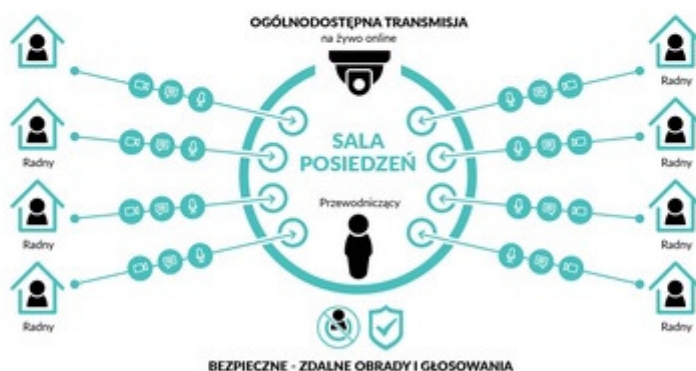 OGÓLNODOSTĘPNA TRANSMISJA
na żywo online
Radny
SALA
POSIEDZEŃ
Radny
Radny
Radny
Radny
Przewodniczący
Radny
Radny
BEZPIECZNE - ZDALNE OBRADY I GŁOSOWANIA